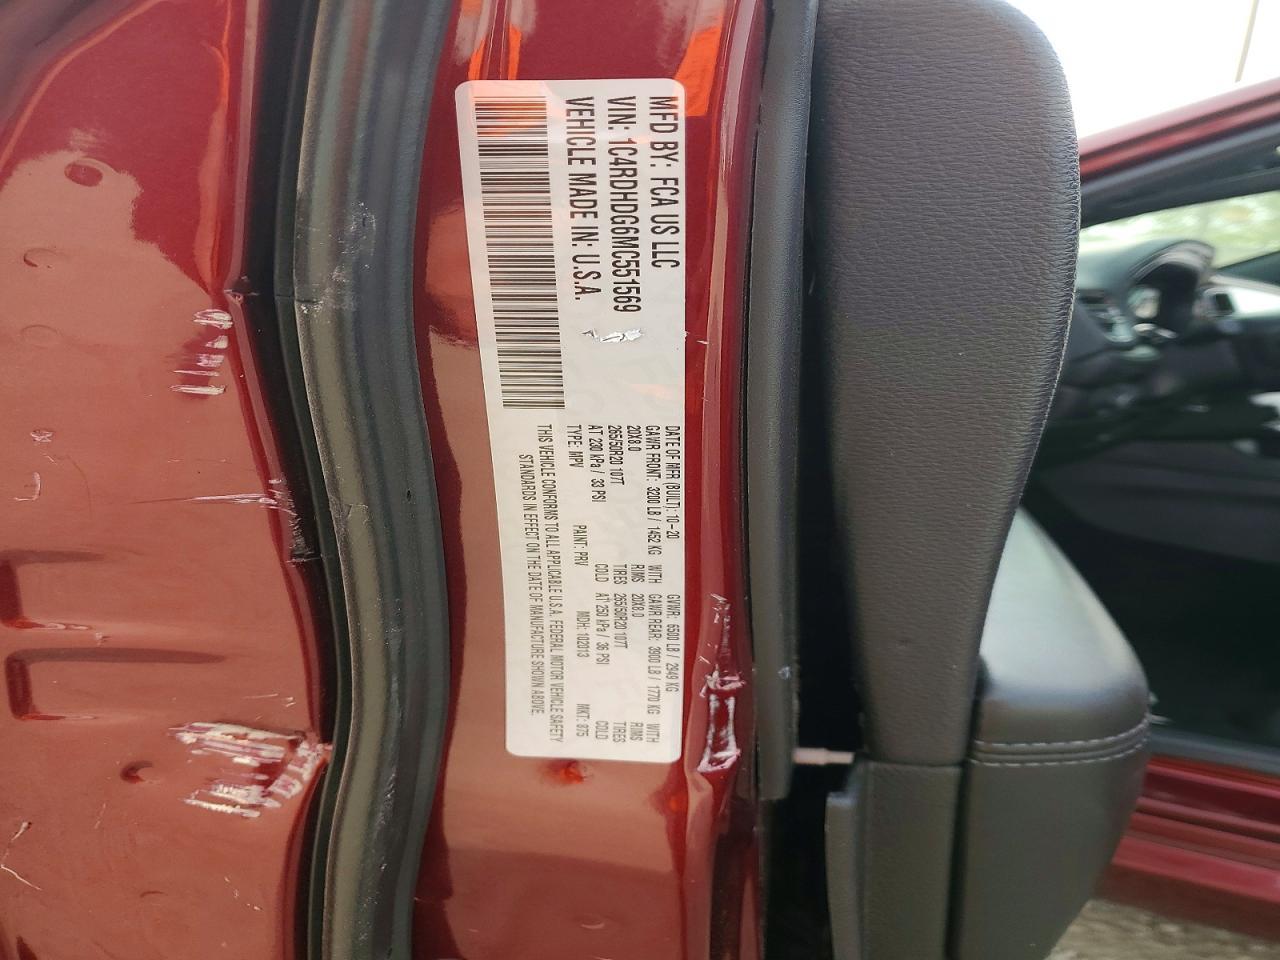 MFD BY: FCA US LLC
VIN: 1C4RDHDG6MC551569
VEHICLE MADE IN: U.S.A.
DATE OF MFR (BUILT): 10-20 GVWR: 6500 LB / 2949 KG
GAWR FRONT: 3200 LB / 1452 KG WITH GAWR REAR: 3900 LB / 1770 KG WITH
20X8.0 RIMS 20X8.0 RIMS
265/50R20 107T TIRES 265/50R20 107T TIRES
AT 230 kPa / 33 PSI COLD AT 250 kPa / 36 PSI COLD
TYPE: MPV PAINT: PRV MDH: 102013 MKT: 875
THIS VEHICLE CONFORMS TO ALL APPLICABLE U.S.A. FEDERAL MOTOR VEHICLE SAFETY
STANDARDS IN EFFECT ON THE DATE OF MANUFACTURE SHOWN ABOVE.